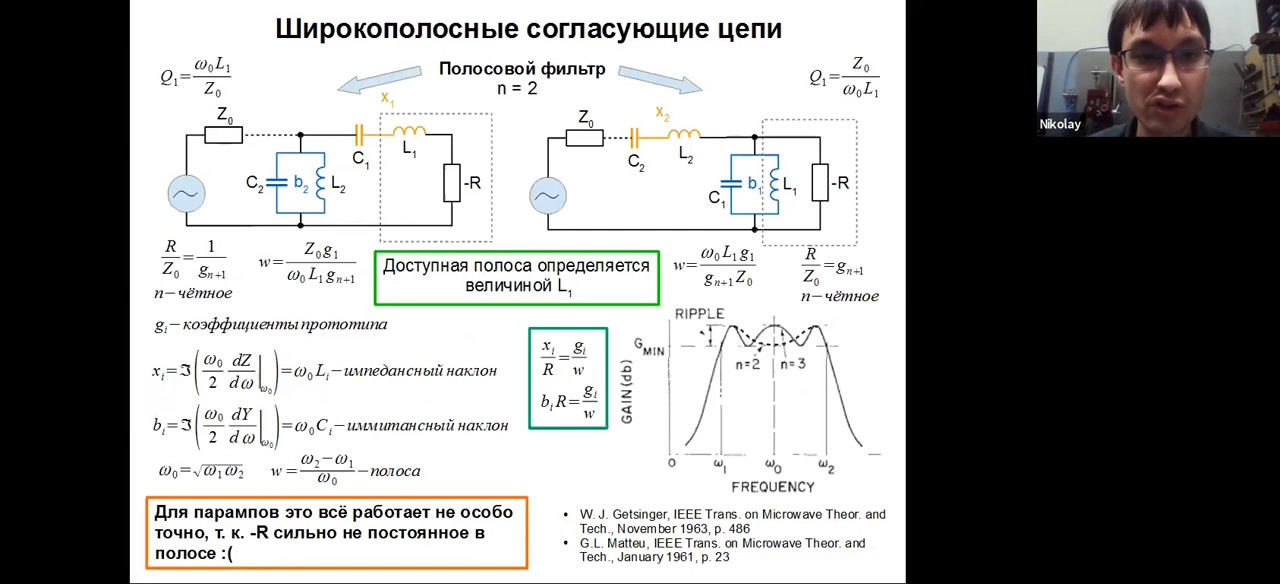 Широкополосные согласующие цепи
Q₁=ω₀L₁/Z₀
Полосовой фильтр
n = 2
Q₁=Z₀/ω₀L₁
Nikolay
Z₀
x₁
C₁
L₁
C₂
b₂
L₂
-R
Z₀
x₂
C₂
L₂
C₁
b₁
L₁
-R
R/Z₀=1/gₙ₊₁
n−чётное
w=Z₀g₁/ω₀L₁gₙ₊₁
Доступная полоса определяется
величиной L₁
w=ω₀L₁g₁/gₙ₊₁Z₀
R/Z₀=gₙ₊₁
n−чётное
gᵢ−коэффициенты прототипа
xᵢ=ℑ(ω₀/2 dZ/dω|ω₀)=ω₀Lᵢ−импедансный наклон
bᵢ=ℑ(ω₀/2 dY/dω|ω₀)=ω₀Cᵢ−иммитансный наклон
ω₀=√ω₁ω₂
w=ω₂−ω₁/ω₀−полоса
xᵢ/R=gᵢ/w
bᵢR=gᵢ/w
RIPPLE
G MIN
n=2
n=3
GAIN(db)
O
ω₁
ω₀
ω₂
FREQUENCY
Для парампов это всё работает не особо
точно, т. к. -R сильно не постоянное в
полосе :(
• W. J. Getsinger, IEEE Trans. on Microwave Theor. and
Tech., November 1963, p. 486
• G.L. Matteu, IEEE Trans. on Microwave Theor. and
Tech., January 1961, p. 23